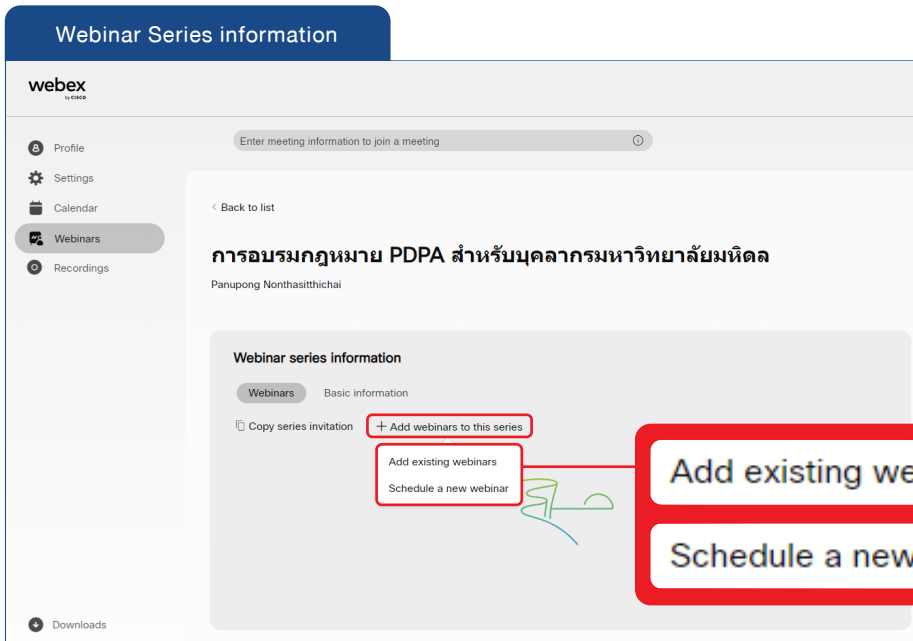 Webinar Series information
webex
by CISCO
Enter meeting information to join a meeting
Profile
Settings
Calendar
Webinars
Recordings
Downloads
Back to list
การอบรมกฎหมาย PDPA สำหรับบุคลากรมหาวิทยาลัยมหิดล
Panupong Nonthasitthichai
Webinar series information
Webinars Basic information
Copy series invitation + Add webinars to this series
Add existing webinars
Schedule a new webinar
Add existing we
Schedule a new